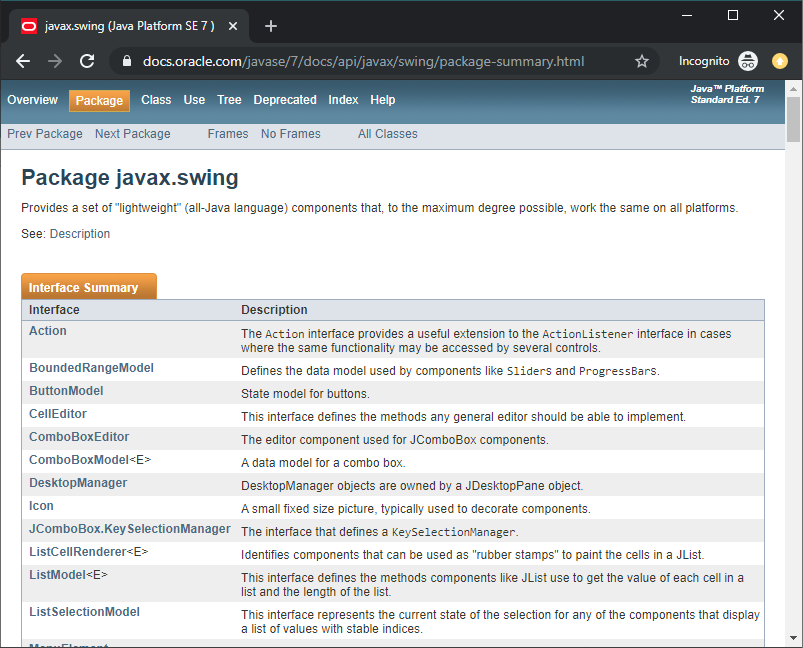 javax.swing (Java Platform SE 7 )
docs.oracle.com/javase/7/docs/api/javax/swing/package-summary.html
Incognito
Overview Package Class Use Tree Deprecated Index Help
Java™ Platform
Standard Ed. 7
Prev Package Next Package Frames No Frames All Classes
Package javax.swing
Provides a set of "lightweight" (all-Java language) components that, to the maximum degree possible, work the same on all platforms.
See: Description
Interface Summary
Interface Description
Action The Action interface provides a useful extension to the ActionListener interface in cases
where the same functionality may be accessed by several controls.
BoundedRangeModel Defines the data model used by components like Sliders and ProgressBars.
ButtonModel State model for buttons.
CellEditor This interface defines the methods any general editor should be able to implement.
ComboBoxEditor The editor component used for JComboBox components.
ComboBoxModel<E> A data model for a combo box.
DesktopManager DesktopManager objects are owned by a JDesktopPane object.
Icon A small fixed size picture, typically used to decorate components.
JComboBox.KeySelectionManager The interface that defines a KeySelectionManager.
ListCellRenderer<E> Identifies components that can be used as "rubber stamps" to paint the cells in a JList.
ListModel<E> This interface defines the methods components like JList use to get the value of each cell in a
list and the length of the list.
ListSelectionModel This interface represents the current state of the selection for any of the components that display
a list of values with stable indices.